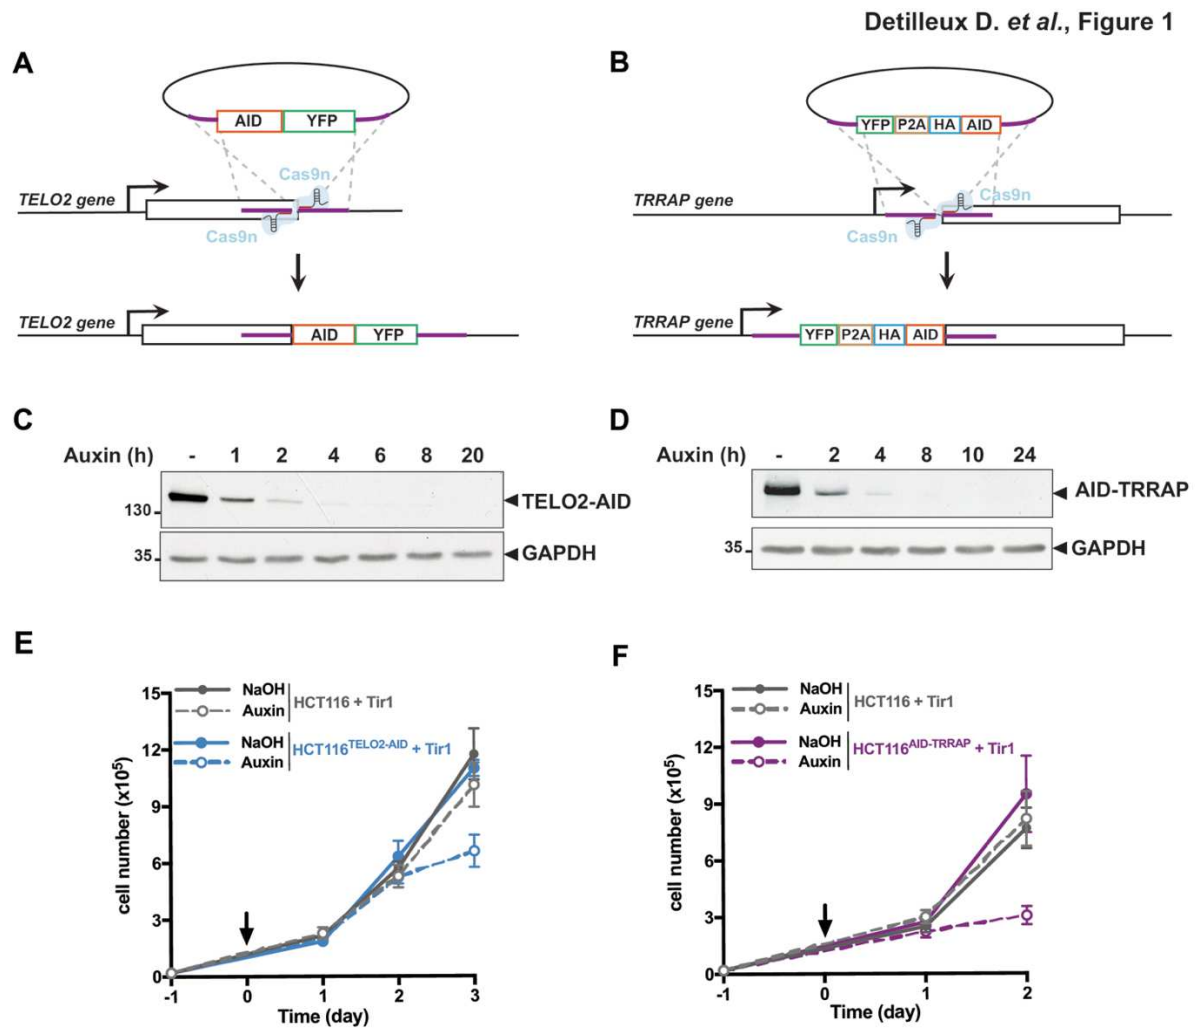 Detilleux D. et al., Figure 1
A
AID YFP
Cas9n
TELO2 gene
Cas9n
TELO2 gene
AID YFP
B
YFP P2A HA AID
Cas9n
TRRAP gene
Cas9n
TRRAP gene
YFP P2A HA AID
C
Auxin (h) - 1 2 4 6 8 20
TELO2-AID
130
35 GAPDH
D
Auxin (h) - 2 4 8 10 24
AID-TRRAP
35 GAPDH
E
NaOH
Auxin
HCT116 + Tir1
NaOH
Auxin
HCT116TELO2-AID + Tir1
cell number (x10⁵)
15
12
9
6
3
0
-1 0 1 2 3
Time (day)
F
NaOH
Auxin
HCT116 + Tir1
NaOH
Auxin
HCT116AID-TRRAP + Tir1
cell number (x10⁵)
15
12
9
6
3
0
-1 0 1 2
Time (day)